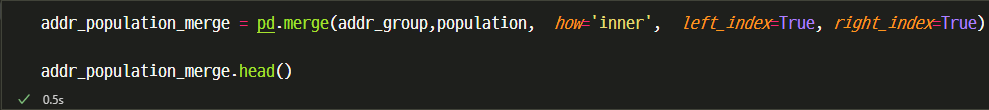 addr_population_merge = pd.merge(addr_group,population,  how='inner',  left_index=True, right_index=True)
addr_population_merge.head()
0.5s